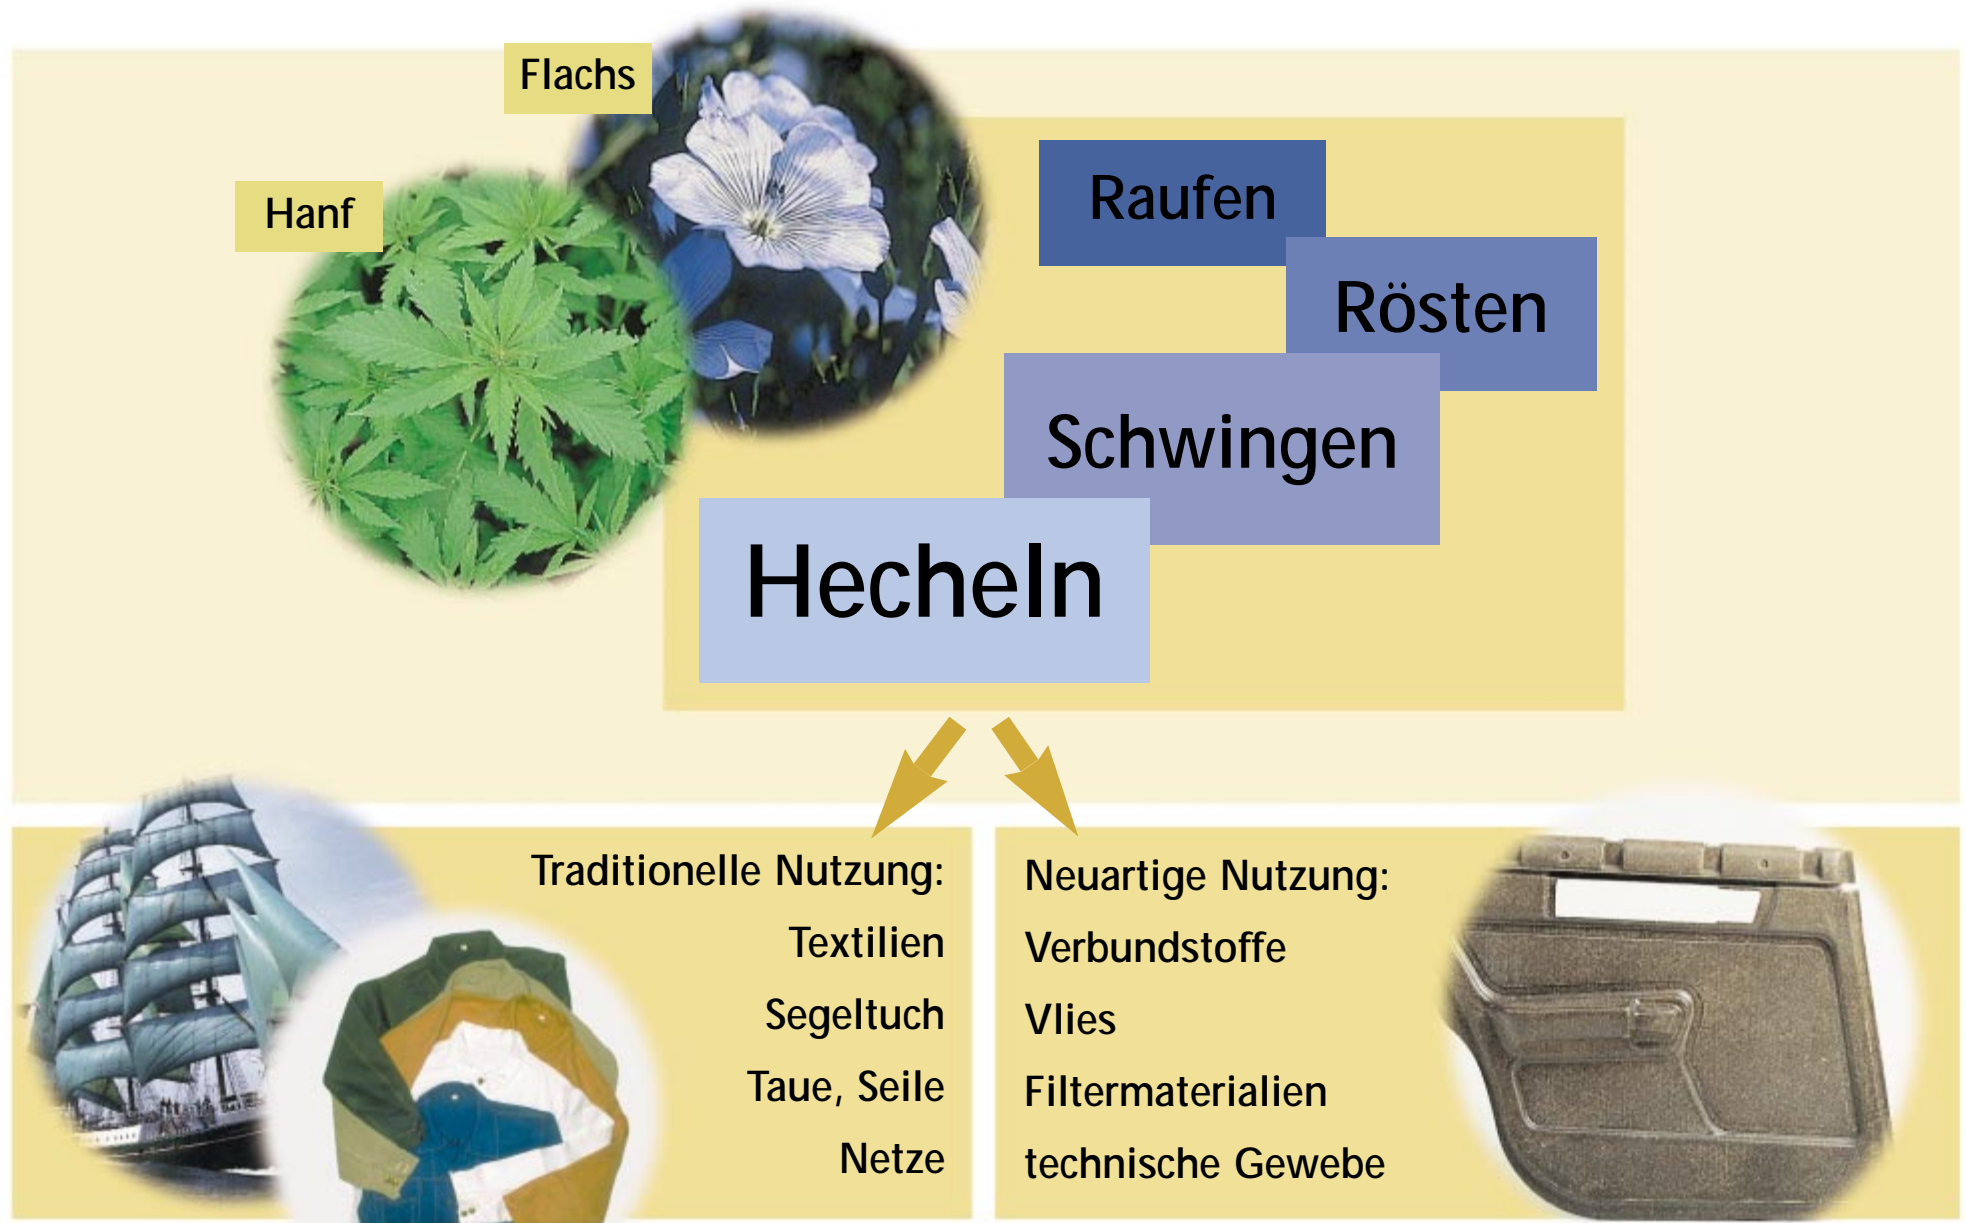 Flachs
Hanf
Raufen
Rösten
Schwingen
Hecheln
Traditionelle Nutzung:
Textilien
Segeltuch
Taue, Seile
Netze
Neuartige Nutzung:
Verbundstoffe
Vlies
Filtermaterialien
technische Gewebe